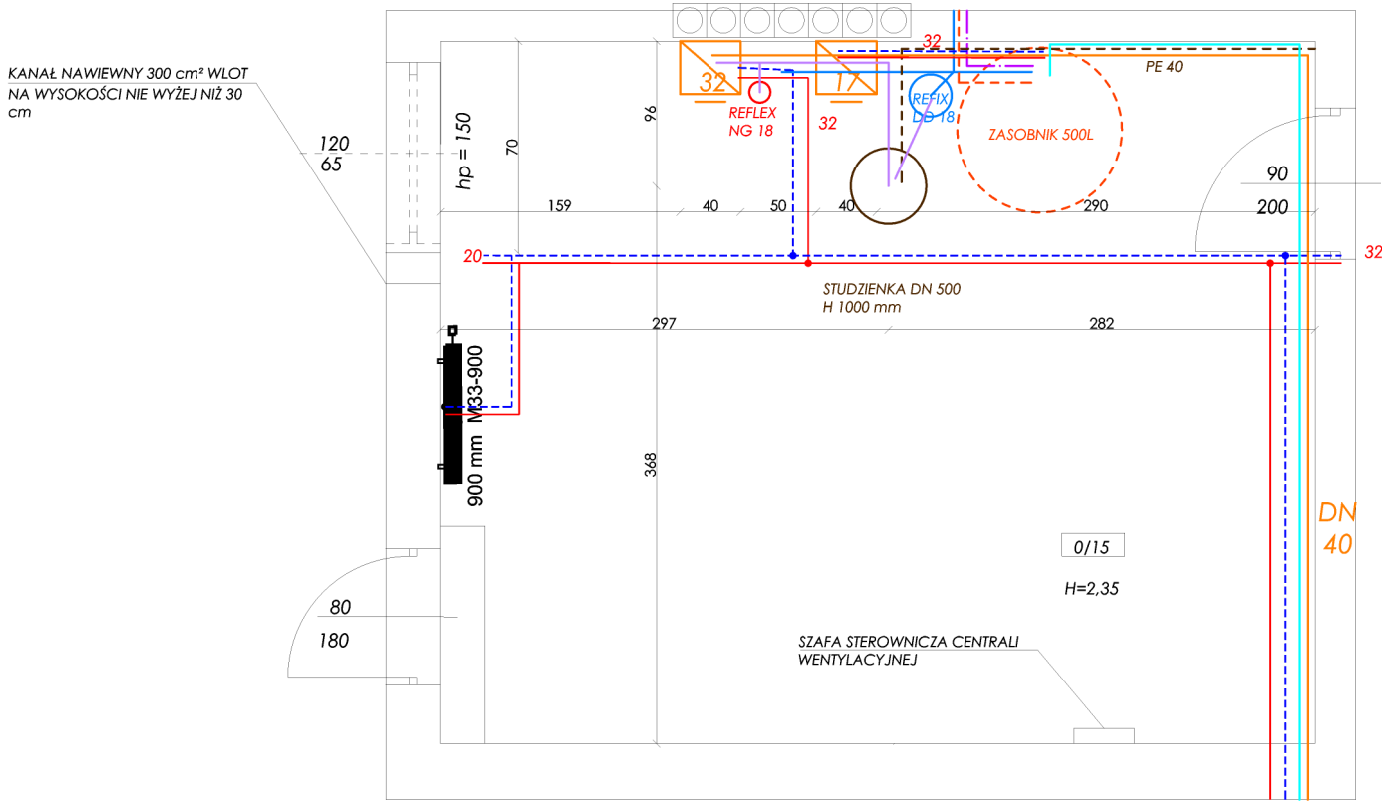 KANAŁ NAWIEWNY 300 cm² WLOT
NA WYSOKOŚCI NIE WYŻEJ NIŻ 30
cm
120
65
hp = 150
70
96
32
17
32
REFLEX
NG 18
32
REFIX
DD 18
ZASOBNIK 500L
PE 40
90
200
159
40
50
40
290
20
32
STUDZIENKA DN 500
H 1000 mm
297
282
900 mm M33-900
368
DN
40
0/15
H=2,35
80
180
SZAFA STEROWNICZA CENTRALI
WENTYLACYJNEJ